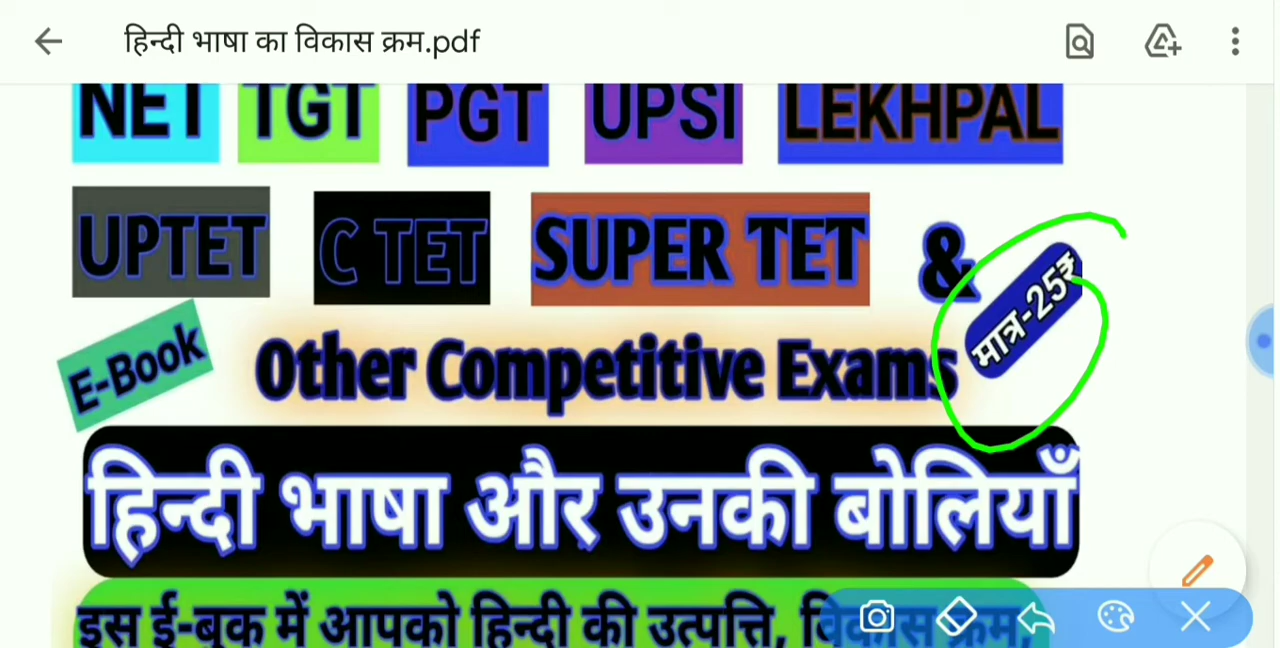 हिन्दी भाषा का विकास क्रम.pdf
NET TGT PGT UPSI LEKHPAL
UPTET C TET SUPER TET &
मात्र-25₹
E-Book
Other Competitive Exams
हिन्दी भाषा और उनकी बोलियाँ
इस ई-बुक में आपको हिन्दी की उत्पत्ति, विकास क्रम,